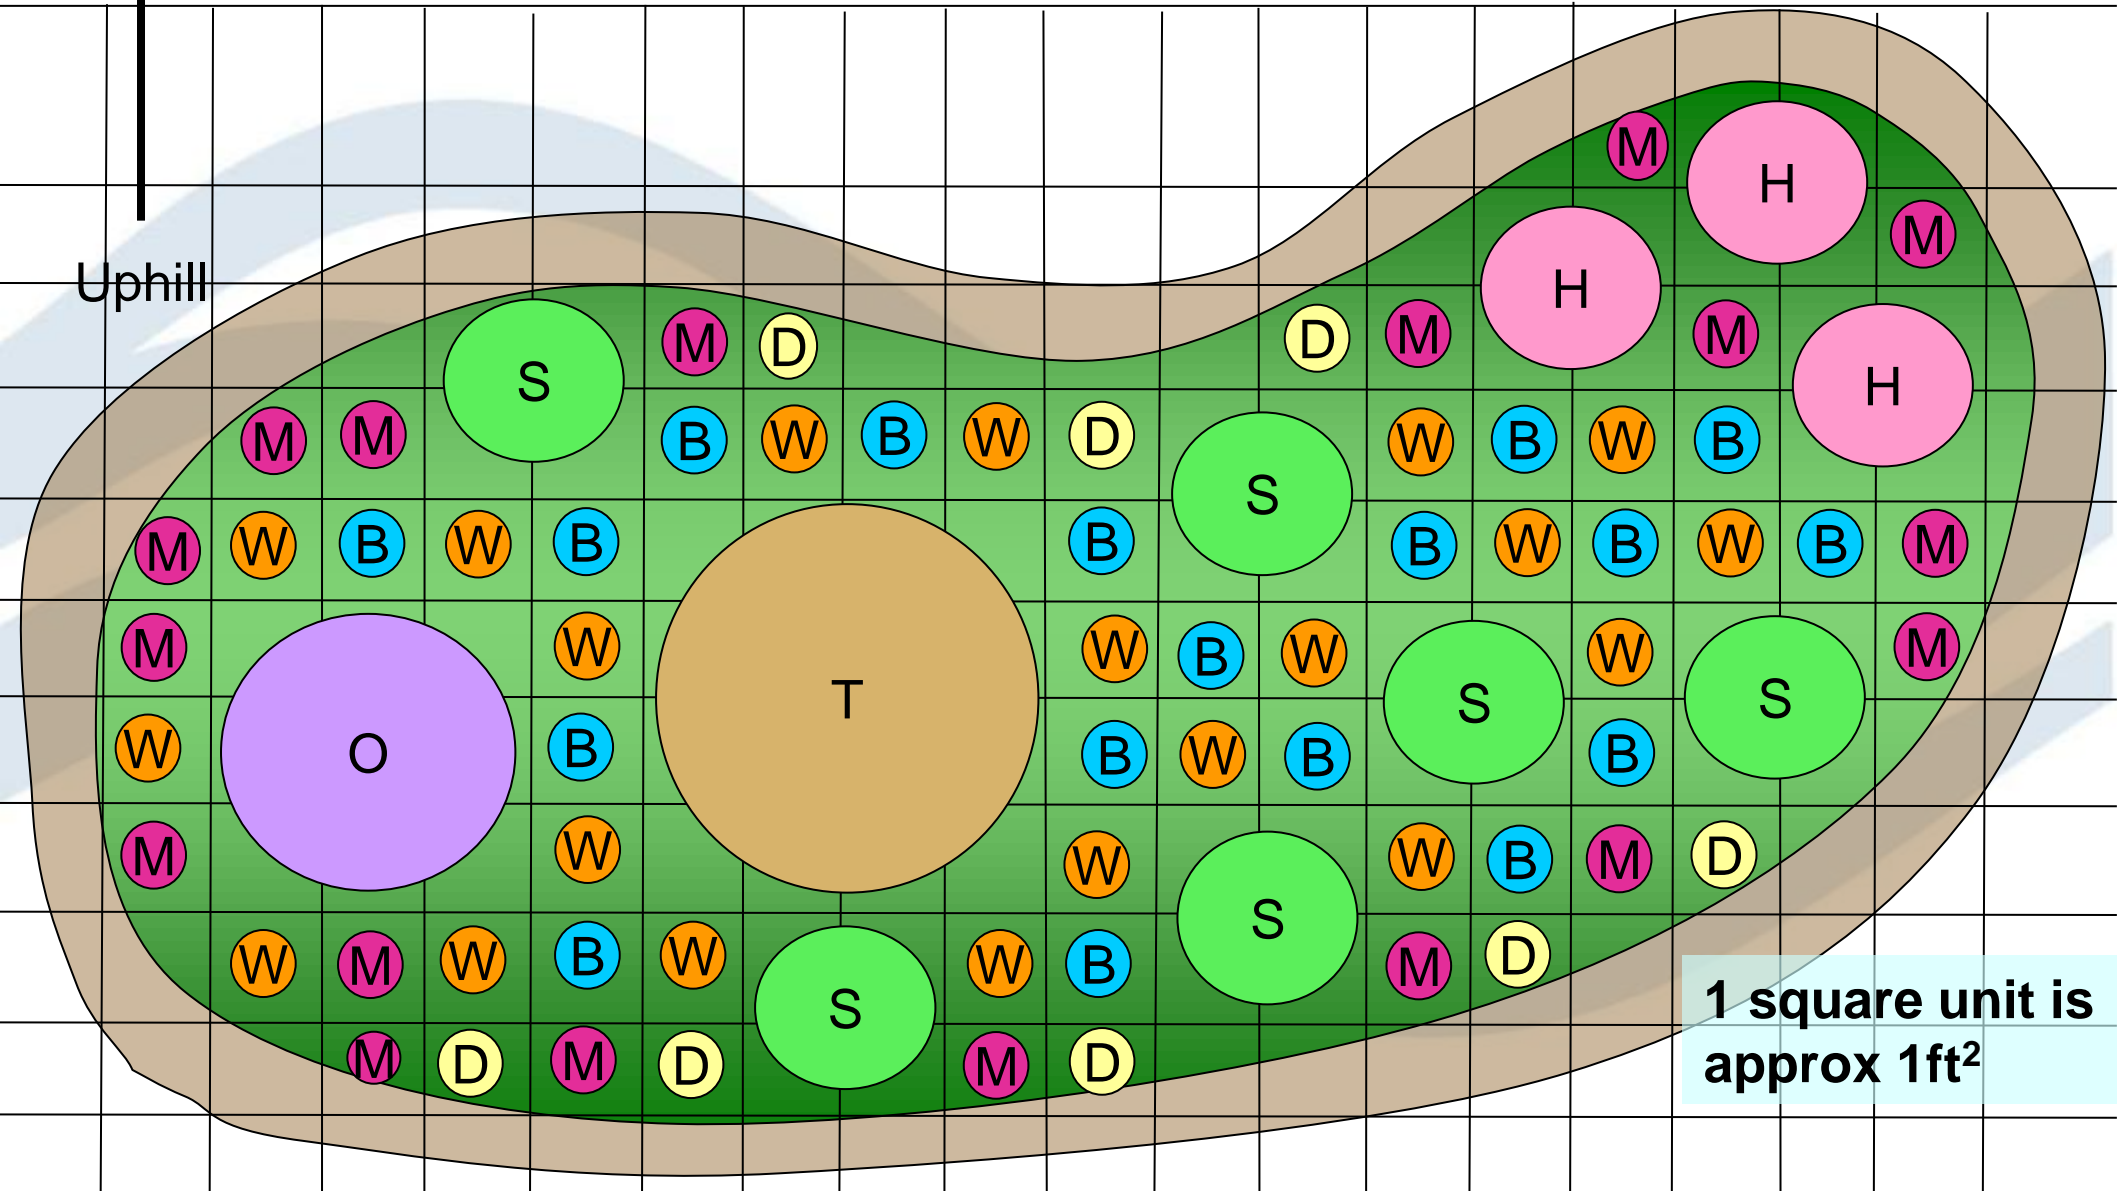 M
H
M
H
Uphill
M D D M M
S H
M M B W B W D W B W B
S
M W B W B B B W B W B M
M W W B W W M
O T S S
W B B W B B
M W W W B M D
S
W M W B W W B M D
S
M D M D M D
1 square unit is
approx 1ft²